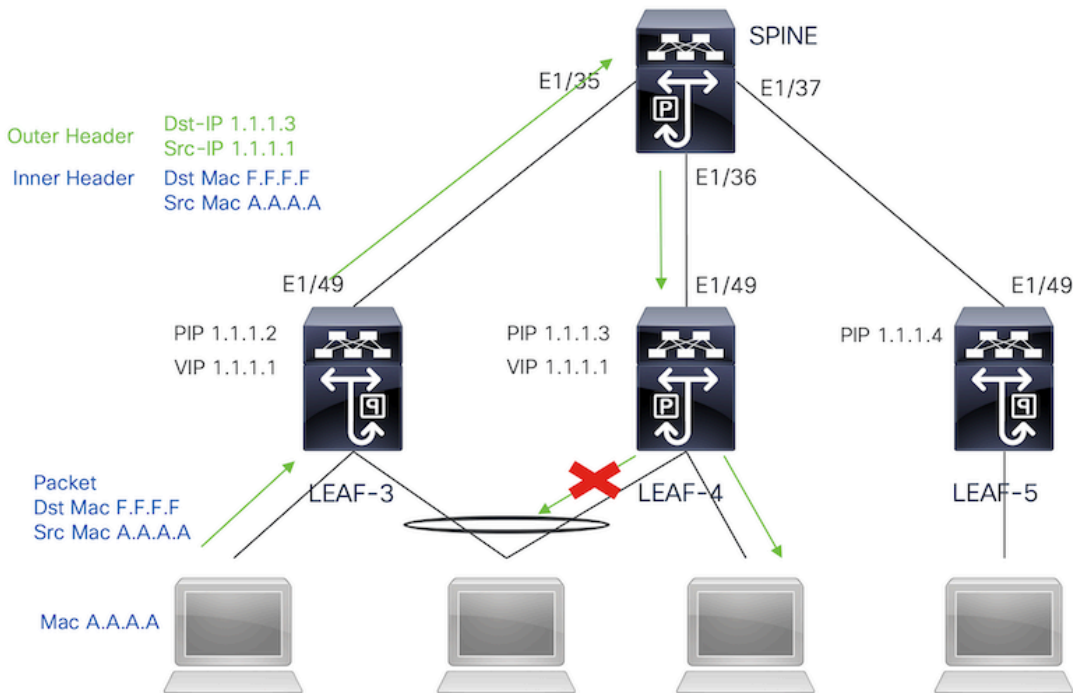 SPINE
E1/35
E1/37
Outer Header
Dst-IP 1.1.1.3
Src-IP 1.1.1.1
Inner Header
Dst Mac F.F.F.F
Src Mac A.A.A.A
E1/36
E1/49
E1/49
E1/49
PIP 1.1.1.2
VIP 1.1.1.1
PIP 1.1.1.3
VIP 1.1.1.1
PIP 1.1.1.4
P
P
P
P
LEAF-3
LEAF-4
LEAF-5
Packet
Dst Mac F.F.F.F
Src Mac A.A.A.A
Mac A.A.A.A